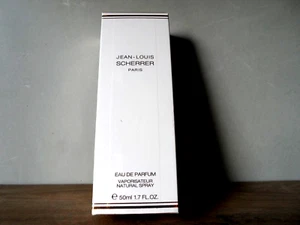 JEAN-LOUIS
SCHERRER
PARIS
EAU DE PARFUM
VAPORISATEUR
NATURAL SPRAY
℮ 50ml 1.7 FL.OZ.